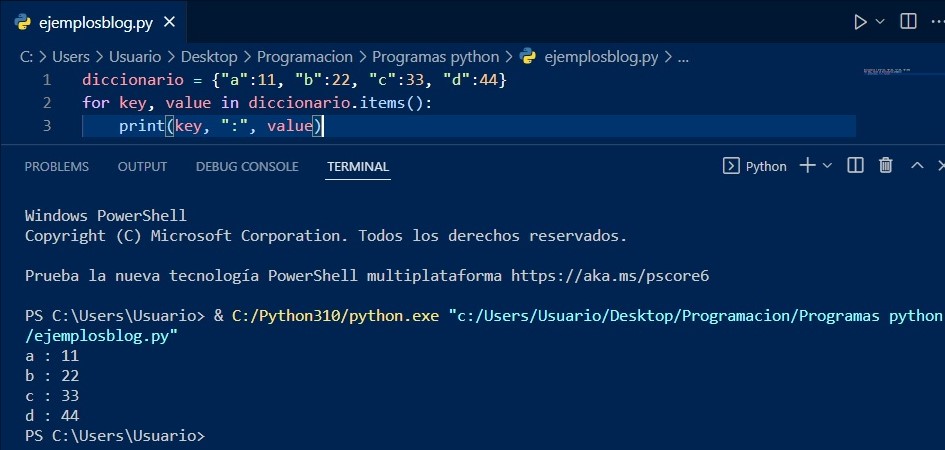 ejemplosblog.py
C: > Users > Usuario > Desktop > Programacion > Programas python > ejemplosblog.py > ...
1 diccionario = {"a":11, "b":22, "c":33, "d":44}
2 for key, value in diccionario.items():
3     print(key, ":", value)
PROBLEMS OUTPUT DEBUG CONSOLE TERMINAL Python
Windows PowerShell
Copyright (C) Microsoft Corporation. Todos los derechos reservados.
Prueba la nueva tecnología PowerShell multiplataforma https://aka.ms/pscore6
PS C:\Users\Usuario> & C:/Python310/python.exe "c:/Users/Usuario/Desktop/Programacion/Programas python
/ejemplosblog.py"
a : 11
b : 22
c : 33
d : 44
PS C:\Users\Usuario>